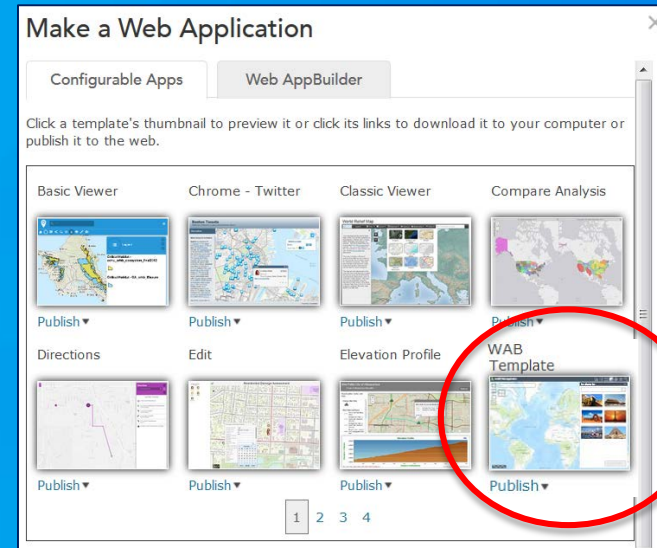 Make a Web Application
Configurable Apps
Web AppBuilder
Click a template's thumbnail to preview it or click its links to download it to your computer or
publish it to the web.
Basic Viewer
Chrome - Twitter
Classic Viewer
Compare Analysis
Publish
Publish
Publish
Publish
Directions
Edit
Elevation Profile
WAB
Template
Publish
Publish
Publish
Publish
1 2 3 4